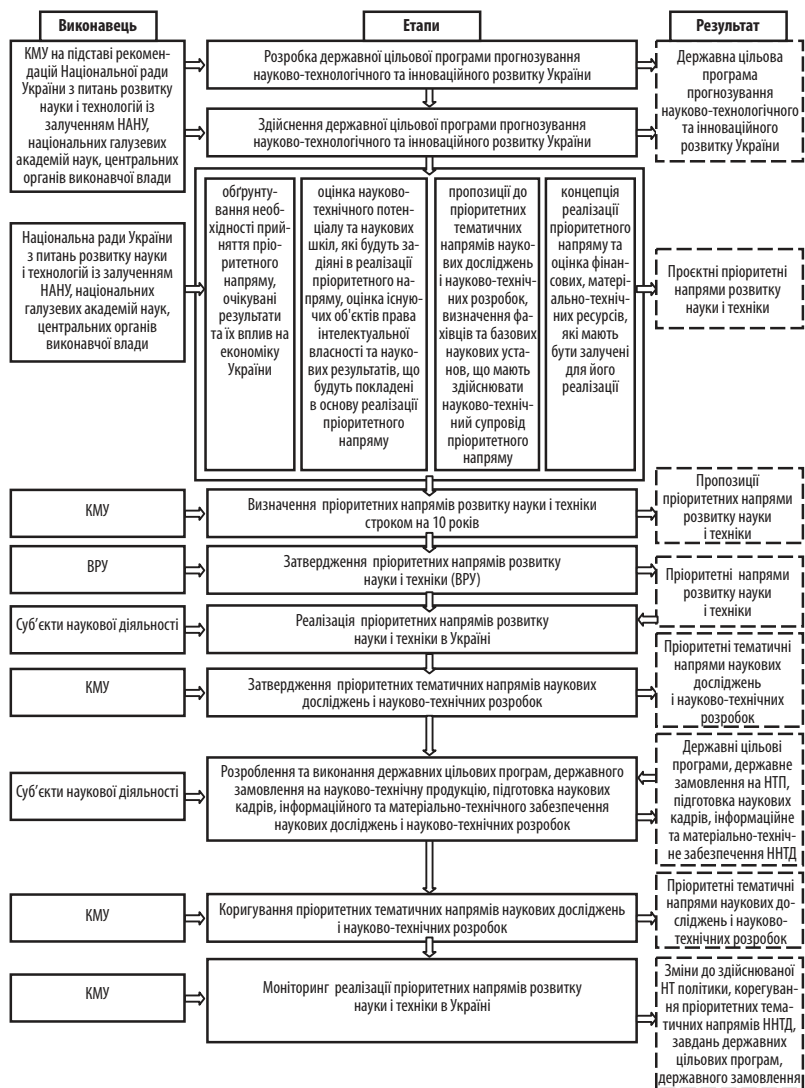 Виконавець
Етапи
Результат
КМУ на підставі рекомен-
дацій Національної ради
України з питань розвитку
науки і технологій із
залученням НАНУ,
національних галузевих
академій наук, центральних
органів виконавчої влади
Розробка державної цільової програми прогнозування
науково-технологічного та інноваційного розвитку України
Здійснення державної цільової програми прогнозування
науково-технологічного та інноваційного розвитку України
Державна цільова
програма
прогнозування
науково-технологічного
та інноваційного
розвитку України
Національна ради України
з питань розвитку науки
і технологій із залученням
НАНУ, національних
галузевих академій наук,
центральних органів
виконавчої влади
обґрунту-
вання необ-
хідності прий-
няття пріо-
ритетного
напряму,
очікувані
результати
та їх вплив на
економіку
України
оцінка науково-
технічного потен-
ціалу та наукових
шкіл, які будуть за-
діяні в реалізації
пріоритетного на-
пряму, оцінка існую-
чих об'єктів права
інтелектуальної
власності та науко-
вих результатів, що
будуть покладені
в основу реалізації
пріоритетного
напряму
пропозиції до
пріоритетних
тематичних на-
прямів науко-
вих досліджень
і науково-техніч-
них розробок,
визначення фа-
хівців та базових
наукових уста-
нов, що мають
здійснювати
науково-техніч-
ний супровід
пріоритетного
напряму
концепція
реалізації
пріоритетного
напряму та
оцінка фінан-
сових, матері-
ально-техніч-
них ресурсів,
які мають
бути залучені
для його
реалізації
Проєктні пріоритетні
напрями розвитку
науки і техніки
КМУ
Визначення пріоритетних напрямів розвитку науки і техніки
строком на 10 років
Пропозиції
пріоритетних напрями
розвитку науки
і техніки
ВРУ
Затвердження пріоритетних напрямів розвитку
науки і техніки (ВРУ)
Пріоритетні напрями
розвитку науки
і техніки
Суб'єкти наукової діяльності
Реалізація пріоритетних напрямів розвитку
науки і техніки в Україні
КМУ
Затвердження пріоритетних тематичних напрямів наукових
досліджень і науково-технічних розробок
Пріоритетні тематичні
напрями наукових
досліджень
і науково-технічних
розробок
Суб'єкти наукової діяльності
Розроблення та виконання державних цільових програм, державного
замовлення на науково-технічну продукцію, підготовка наукових
кадрів, інформаційного та матеріально-технічного забезпечення
наукових досліджень і науково-технічних розробок
Державні цільові
програми, державне
замовлення на НТП,
підготовка наукових
кадрів, інформаційне
та матеріально-техніч-
не забезпечення ННТД
КМУ
Коригування пріоритетних тематичних напрямів наукових досліджень
і науково-технічних розробок
Пріоритетні тематичні
напрями наукових до-
сліджень і науково-
технічних розробок
КМУ
Моніторинг реалізації пріоритетних напрямів розвитку
науки і техніки в Україні
Зміни до здійснюваної
НТ політики, корегуван-
ня пріоритетних тема-
тичних напрямів ННТД,
завдань державних
цільових програм,
державного замовлення